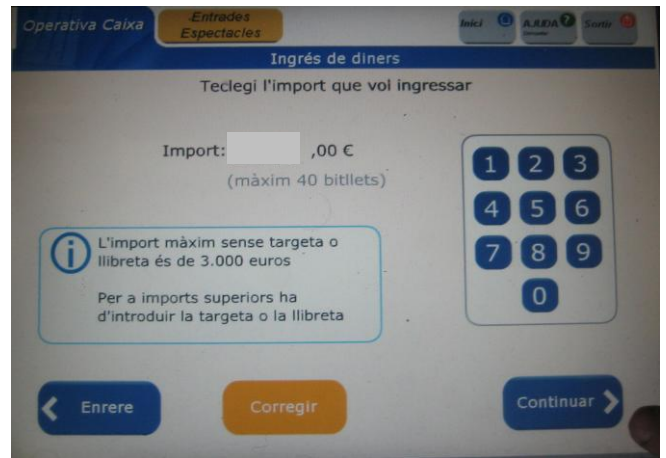 Operativa Caixa
Entrades
Espectacles
Inici
AJUDA
?
Sortir
Ingrés de diners
Teclegi l'import que vol ingressar
Import: ,00 €
(màxim 40 bitllets)
1 2 3
4 5 6
7 8 9
0
i
L'import màxim sense targeta o
llibreta és de 3.000 euros
Per a imports superiors ha
d'introduir la targeta o la llibreta
Enrere
Corregir
Continuar